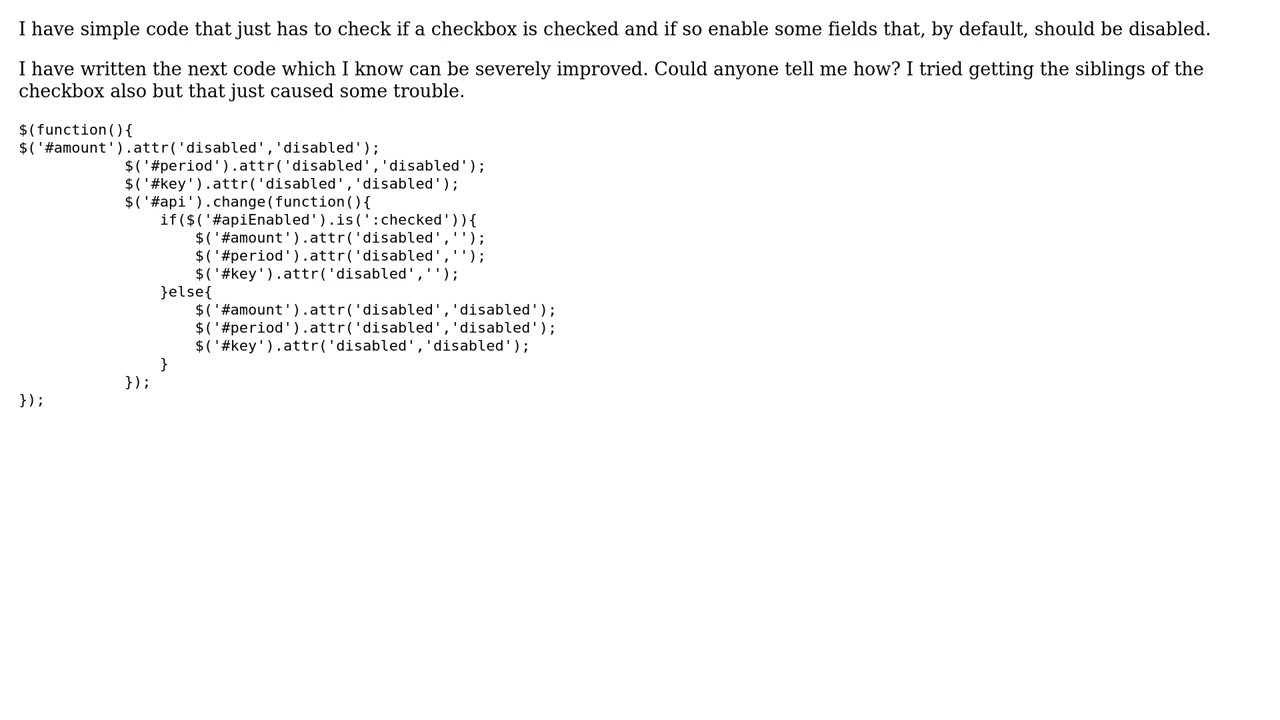 I have simple code that just has to check if a checkbox is checked and if so enable some fields that, by default, should be disabled.
I have written the next code which I know can be severely improved. Could anyone tell me how? I tried getting the siblings of the
checkbox also but that just caused some trouble.
$(function(){
$('#amount').attr('disabled','disabled');
            $('#period').attr('disabled','disabled');
            $('#key').attr('disabled','disabled');
            $('#api').change(function(){
                if($('#apiEnabled').is(':checked')){
                    $('#amount').attr('disabled','');
                    $('#period').attr('disabled','');
                    $('#key').attr('disabled','');
                }else{
                    $('#amount').attr('disabled','disabled');
                    $('#period').attr('disabled','disabled');
                    $('#key').attr('disabled','disabled');
                }
            });
});